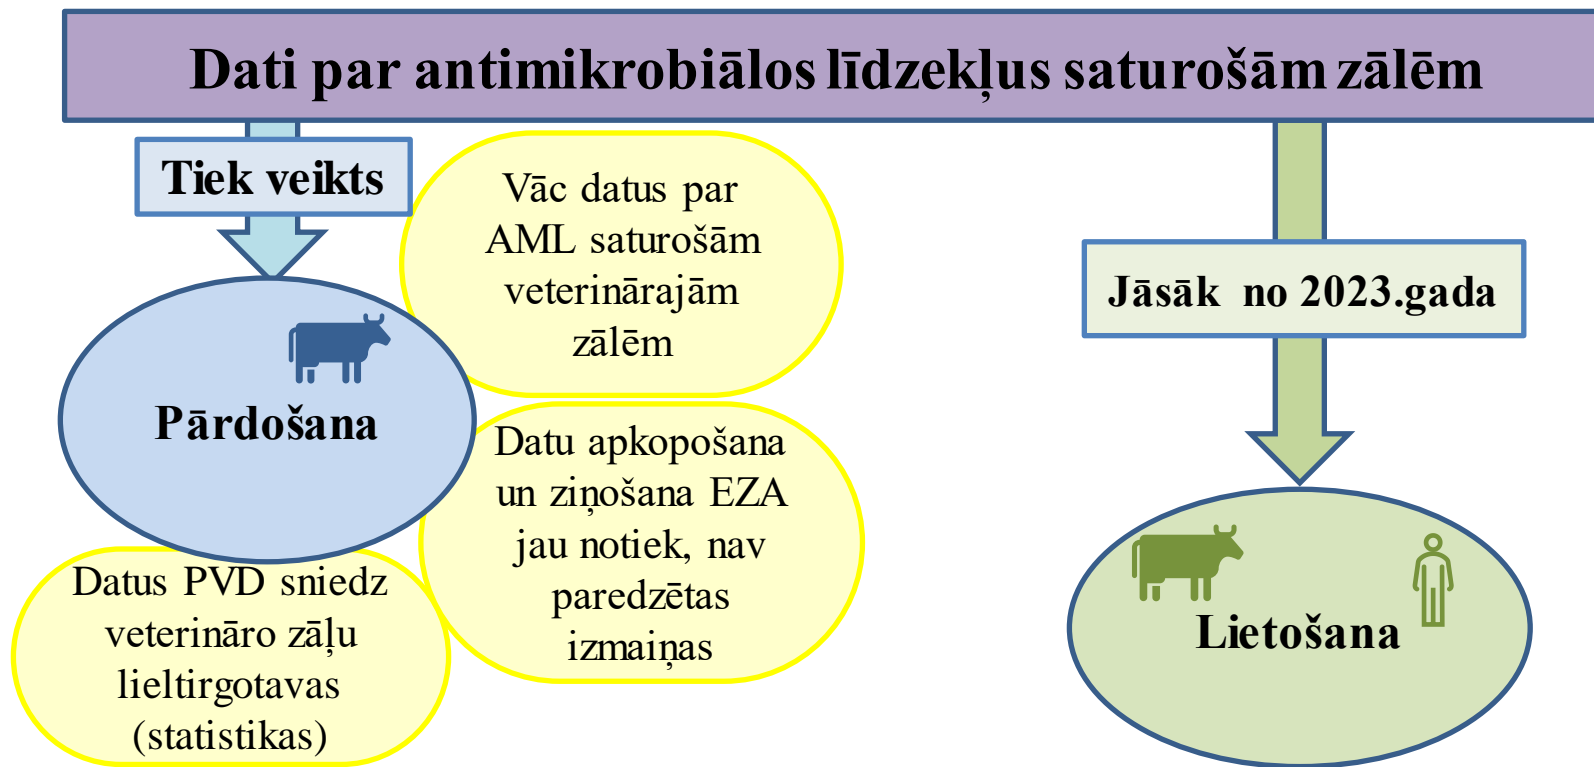 Dati par antimikrobiālos līdzekļus saturošām zālēm
Tiek veikts
Vāc datus par
AML saturošām
veterinārajām
zālēm
Jāsāk no 2023.gada
Pārdošana
Datu apkopošana
un ziņošana EZA
jau notiek, nav
paredzētas
izmaiņas
Datus PVD sniedz
veterināro zāļu
lieltirgotavas
(statistikas)
Lietošana